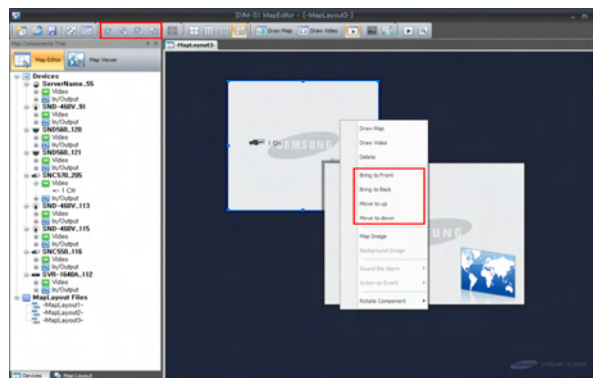 SVM-S1 MapEditor - [-MapLayout3-]
Draw Map
Draw Video
Map Components Tree
-MapLayout3-
Map Editor
Map Viewer
Devices
ServerName_55
Video
In/Output
SND-460V_91
Video
In/Output
SND560_120
Video
In/Output
SND560_121
Video
In/Output
SNC570_205
Video
1 CH
In/Output
SND-460V_113
Video
In/Output
SND-460V_115
Video
In/Output
SNC550_116
Video
In/Output
SVR-1640A_112
Video
In/Output
MapLayout Files
-MapLayout1-
-MapLayout2-
-MapLayout3-
1 CH
SAMSUNG
Draw Map
Draw Video
Delete
Bring to Front
Bring to Back
Move to up
Move to down
Map Image
Background Image
Sound the Alarm
Action on Event
Rotate Component
UNG
Devices
Map Layout